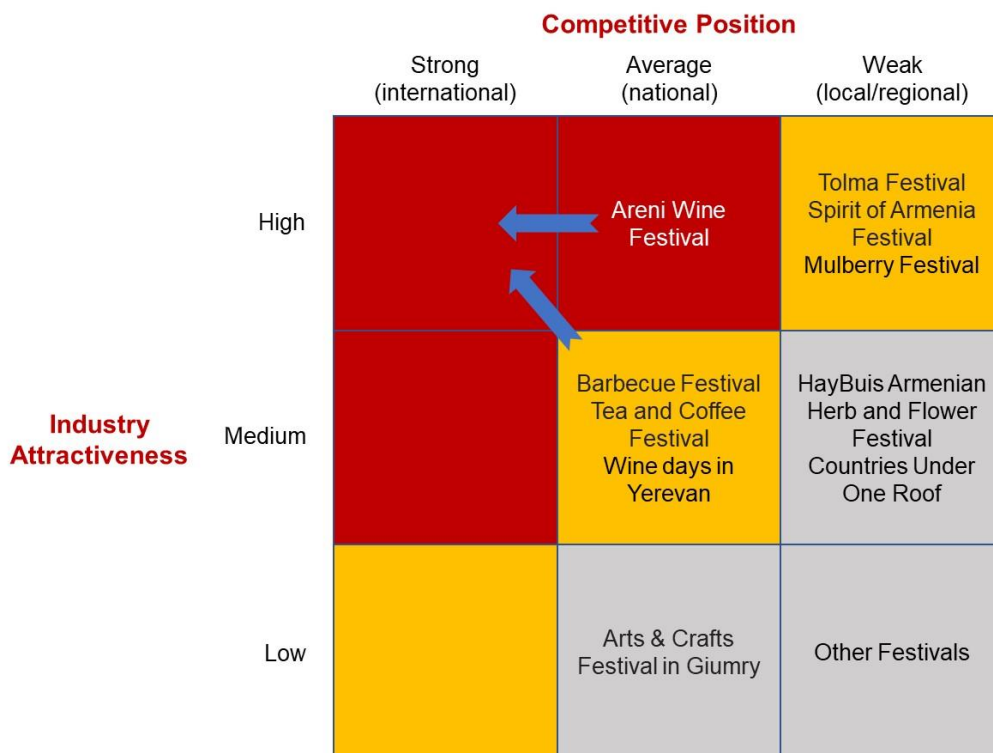 Competitive Position
Strong
(international)
Average
(national)
Weak
(local/regional)
High
Areni Wine
Festival
Tolma Festival
Spirit of Armenia
Festival
Mulberry Festival
Industry
Attractiveness
Medium
Barbecue Festival
Tea and Coffee
Festival
Wine days in
Yerevan
HayBuis Armenian
Herb and Flower
Festival
Countries Under
One Roof
Low
Arts & Crafts
Festival in Giumry
Other Festivals